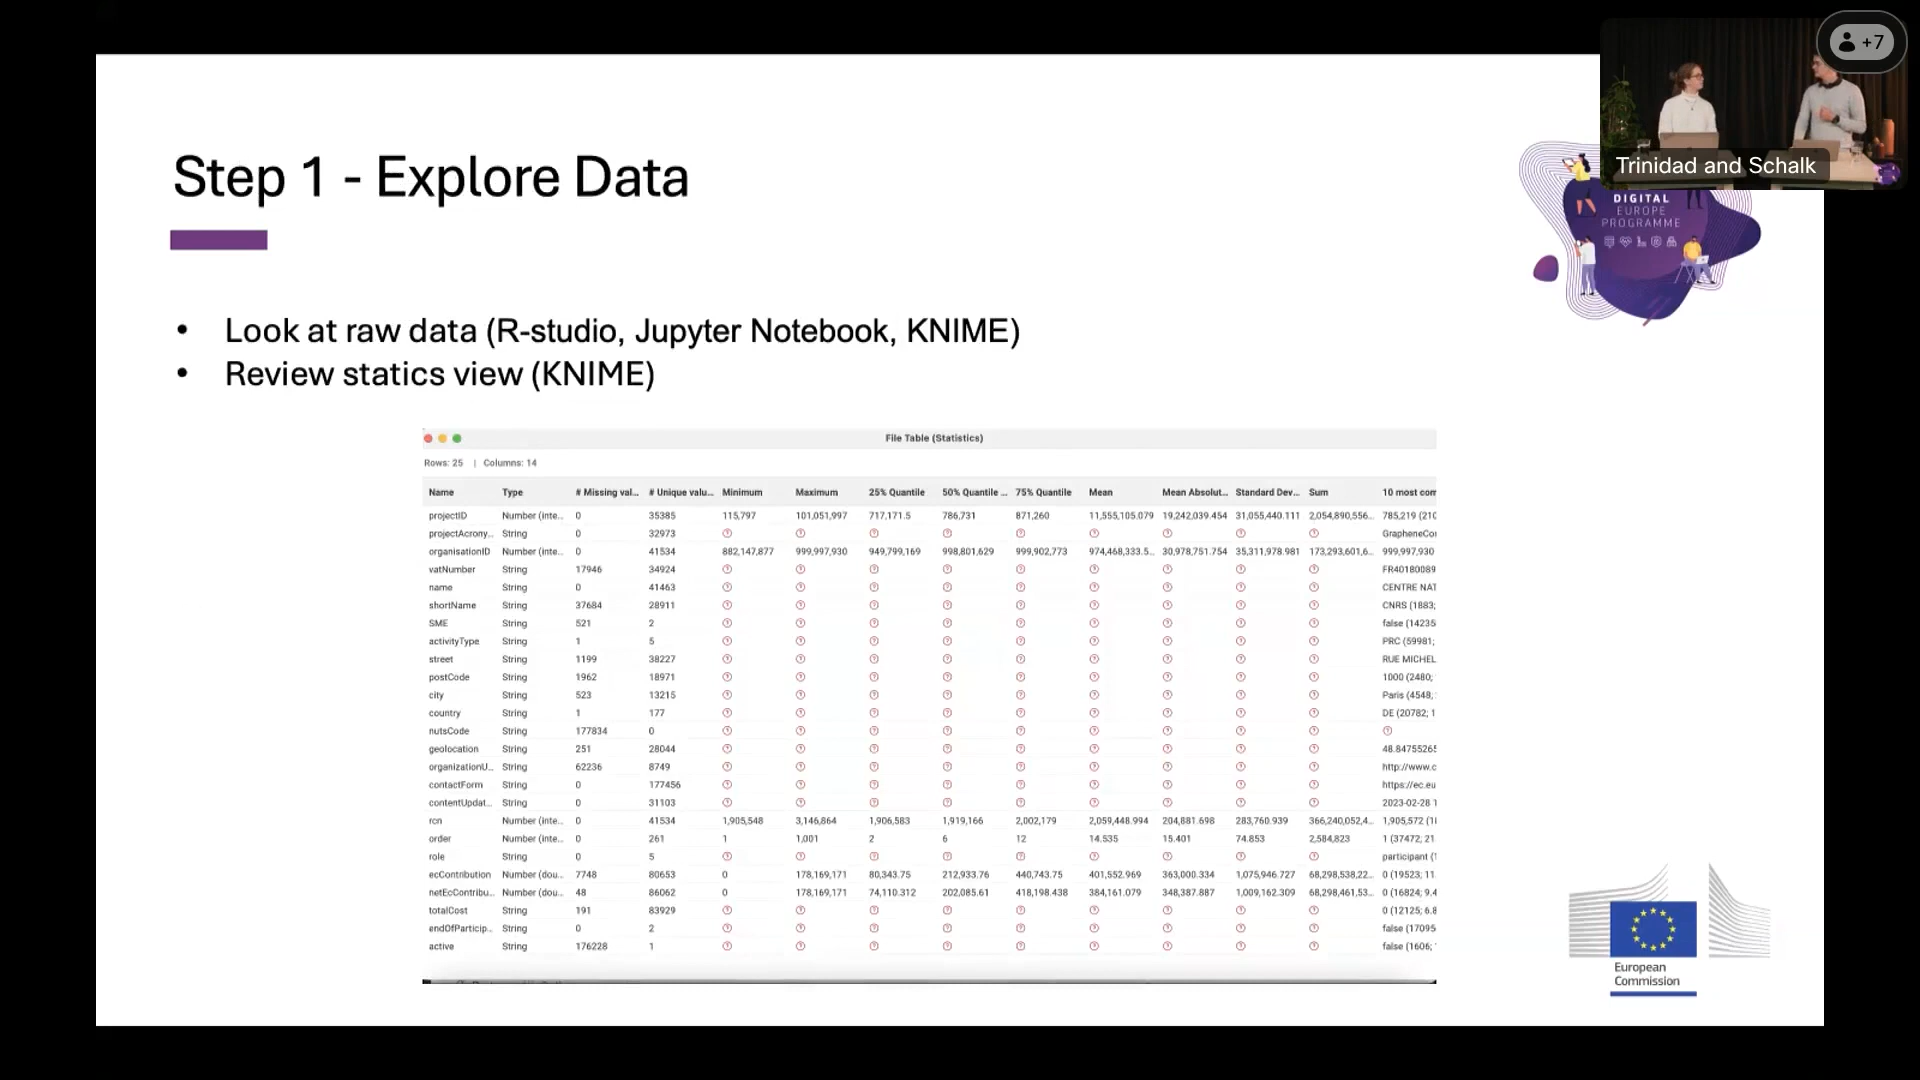 +7
Trinidad and Schalk
Step 1 - Explore Data
DIGITAL
EUROPE
PROGRAMME
• Look at raw data (R-studio, Jupyter Notebook, KNIME)
• Review statics view (KNIME)
File Table (Statistics)
Rows: 25 | Columns: 14
Name Type # Missing val... # Unique valu... Minimum Maximum 25% Quantile 50% Quantile ... 75% Quantile Mean Mean Absolut... Standard Dev... Sum 10 most com
projectID Number (inte... 0 35385 115,797 101,051,997 717,171.5 786,731 871,260 11,555,105.079 19,242,039.454 31,055,440.111 2,054,890,556... 785,219 (210
projectAcrony... String 0 32973 GrapheneCor
organisationID Number (inte... 0 41534 882,147,877 999,997,930 949,799,169 998,801,629 999,902,773 974,468,333.5... 30,978,751.754 35,311,978.981 173,293,601,6... 999,997,930
vatNumber String 17946 34924 FR40180089
name String 0 41463 CENTRE NAT
shortName String 37684 28911 CNRS (1883;
SME String 521 2 false (14235
activityType String 1 5 PRC (59981;
street String 1199 38227 RUE MICHEL
postCode String 1962 18971 1000 (2480;
city String 523 13215 Paris (4548;
country String 1 177 DE (20782; 1
nutsCode String 177834 0
geolocation String 251 28044 48.84755265
organizationU... String 62236 8749 http://www.c
contactForm String 0 177456 https://ec.eu
contentUpdat... String 0 31103 2023-02-28 1
rcn Number (inte... 0 41534 1,905,548 3,146,864 1,906,583 1,919,166 2,002,179 2,059,448.994 204,881.698 283,760.939 366,240,052,4... 1,905,572 (18
order Number (inte... 0 261 1 1,001 2 6 12 14.535 15.401 74.853 2,584,823 1 (37472; 21
role String 0 5 participant (1
ecContribution Number (dou... 7748 80653 0 178,169,171 80,343.75 212,933.76 440,743.75 401,552.969 363,000.334 1,075,946.727 68,298,538,22... 0 (19523; 11.
netEcContribu... Number (dou... 48 86062 0 178,169,171 74,110.312 202,085.61 418,198.438 384,161.079 348,387.887 1,009,162.309 68,298,461,53... 0 (16824; 9.4
totalCost String 191 83929 0 (12125; 6.8
endOfParticip... String 0 2 false (17095
active String 176228 1 false (1606;
European
Commission